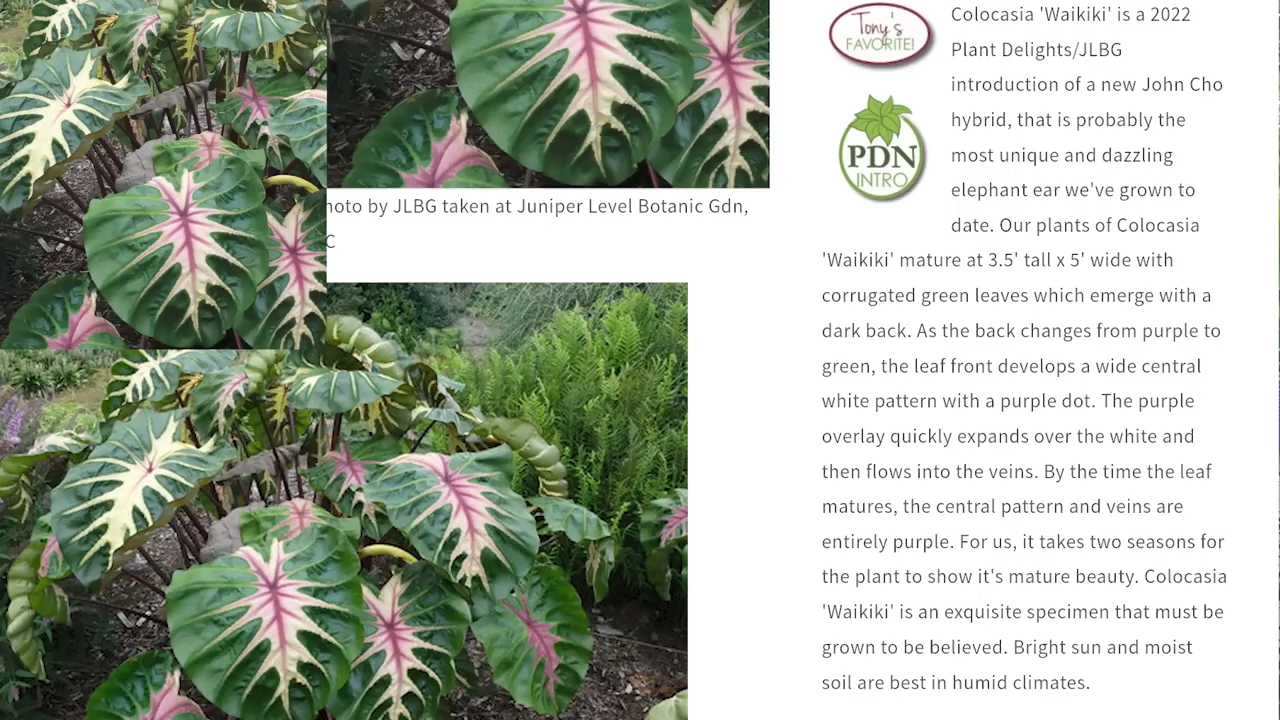 Photo by JLBG taken at Juniper Level Botanic Gdn,
C
Tony's
FAVORITE!
PDN
INTRO
Colocasia 'Waikiki' is a 2022
Plant Delights/JLBG
introduction of a new John Cho
hybrid, that is probably the
most unique and dazzling
elephant ear we've grown to
date. Our plants of Colocasia
'Waikiki' mature at 3.5' tall x 5' wide with
corrugated green leaves which emerge with a
dark back. As the back changes from purple to
green, the leaf front develops a wide central
white pattern with a purple dot. The purple
overlay quickly expands over the white and
then flows into the veins. By the time the leaf
matures, the central pattern and veins are
entirely purple. For us, it takes two seasons for
the plant to show it's mature beauty. Colocasia
'Waikiki' is an exquisite specimen that must be
grown to be believed. Bright sun and moist
soil are best in humid climates.